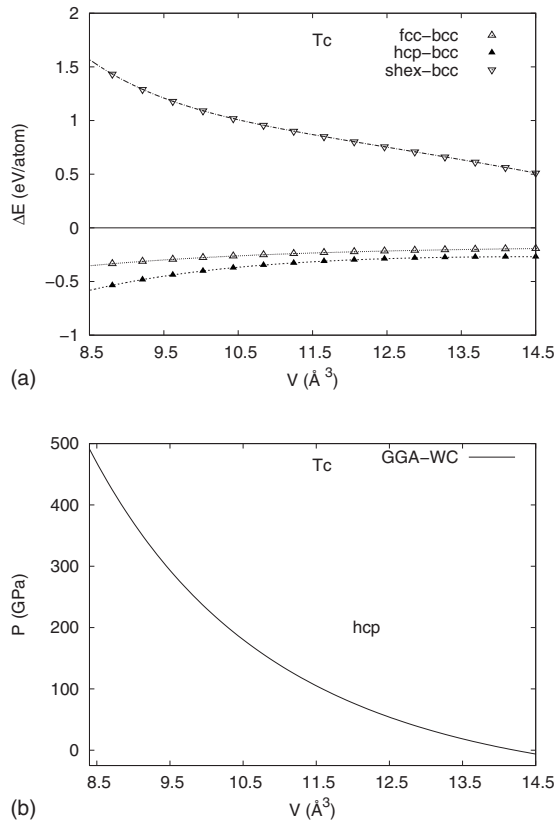 Tc
fcc−bcc
hcp−bcc
shex−bcc
2
1.5
1
0.5
0
−0.5
−1
ΔE (eV/atom)
8.5 9.5 10.5 11.5 12.5 13.5 14.5
(a)
V (Å ³)
500
400
300
200
100
0
P (GPa)
Tc
GGA−WC
hcp
8.5 9.5 10.5 11.5 12.5 13.5 14.5
(b)
V (Å³)